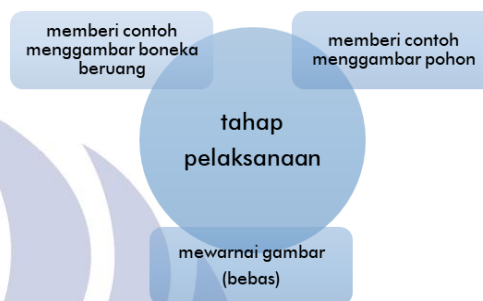 memberi contoh
menggambar boneka
beruang
memberi contoh
menggambar pohon
tahap
pelaksanaan
mewarnai gambar
(bebas)